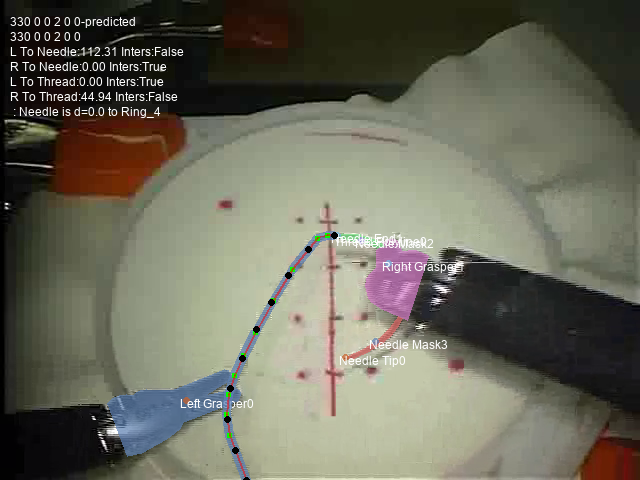 330 0 0 2 0 0-predicted
330 0 0 2 0 0
L To Needle:112.31 Inters:False
R To Needle:0.00 Inters:True
L To Thread:0.00 Inters:True
R To Thread:44.94 Inters:False
: Needle is d=0.0 to Ring_4
Needle Mask2
Right Grasper
Needle Mask3
Needle Tip0
Left Grasper0